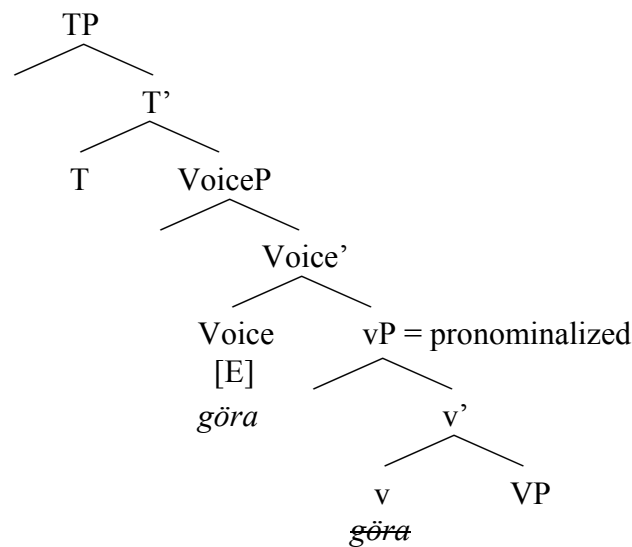 TP
T’
T VoiceP
Voice’
Voice vP = pronominalized
[E]
göra v’
v VP
göra